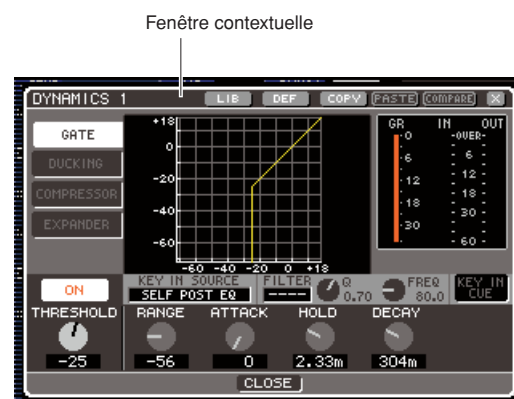 Fenêtre contextuelle
DYNAMICS 1 LIB DEF COPY PASTE COMPARE X
GATE
DUCKING
COMPRESSOR
EXPANDER
+18
0
-20
-40
-60
-60 -40 -20 0 +18
GR IN OUT
0 -OVER-
6 6
12 12
18 18
30 30
60
ON
KEY IN SOURCE
SELF POST EQ
FILTER
----
Q
0.70
FREQ
80.0
KEY IN
CUE
THRESHOLD RANGE ATTACK HOLD DECAY
-25 -56 0 2.33m 304m
CLOSE